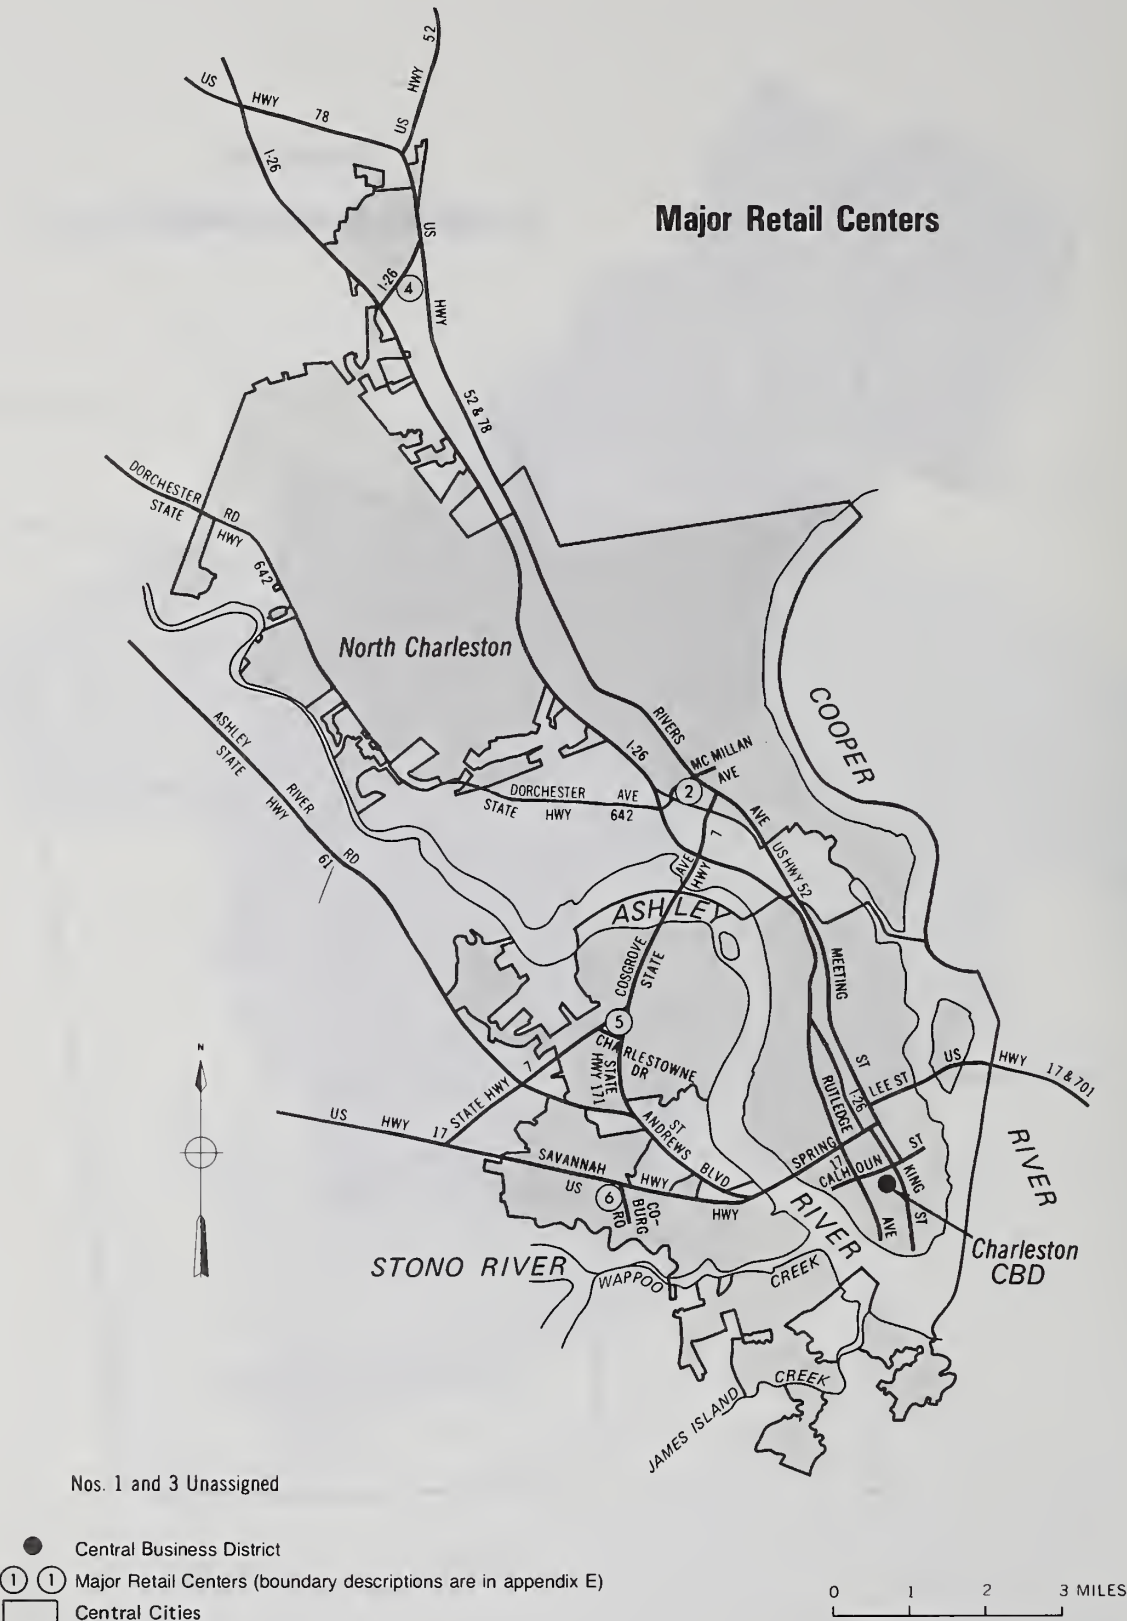 52
HWY
US
US
HWY
78
I-26
Major Retail Centers
US
I-26
4
HWY
52 & 78
DORCHESTER
RD
STATE
HWY
642
North Charleston
COOPER
RIVERS
AVE
MC MILLAN
AVE
I-26
2
DORCHESTER
AVE
STATE
HWY
642
ASHLEY
RIVER
RD
STATE
HWY
61
7
AVE
HWY
US HWY 52
ASHLEY
COSGROVE
STATE
MEETING
ST
5
CHARLESTOWNE
DR
STATE
HWY 171
STATE HWY
7
US
HWY
17 & 701
LEE ST
I-26
RUTLEDGE
AVE
US
HWY
17
ST
ANDREWS
BLVD
SPRING
17
CALHOUN
ST
KING
ST
RIVER
SAVANNAH
HWY
US
HWY
6
CO-
BURG
RD
RIVER
Charleston
CBD
N
STONO RIVER
WAPPOO
CREEK
JAMES ISLAND
CREEK
Nos. 1 and 3 Unassigned
Central Business District
1 1 Major Retail Centers (boundary descriptions are in appendix E)
Central Cities
0 1 2 3 MILES